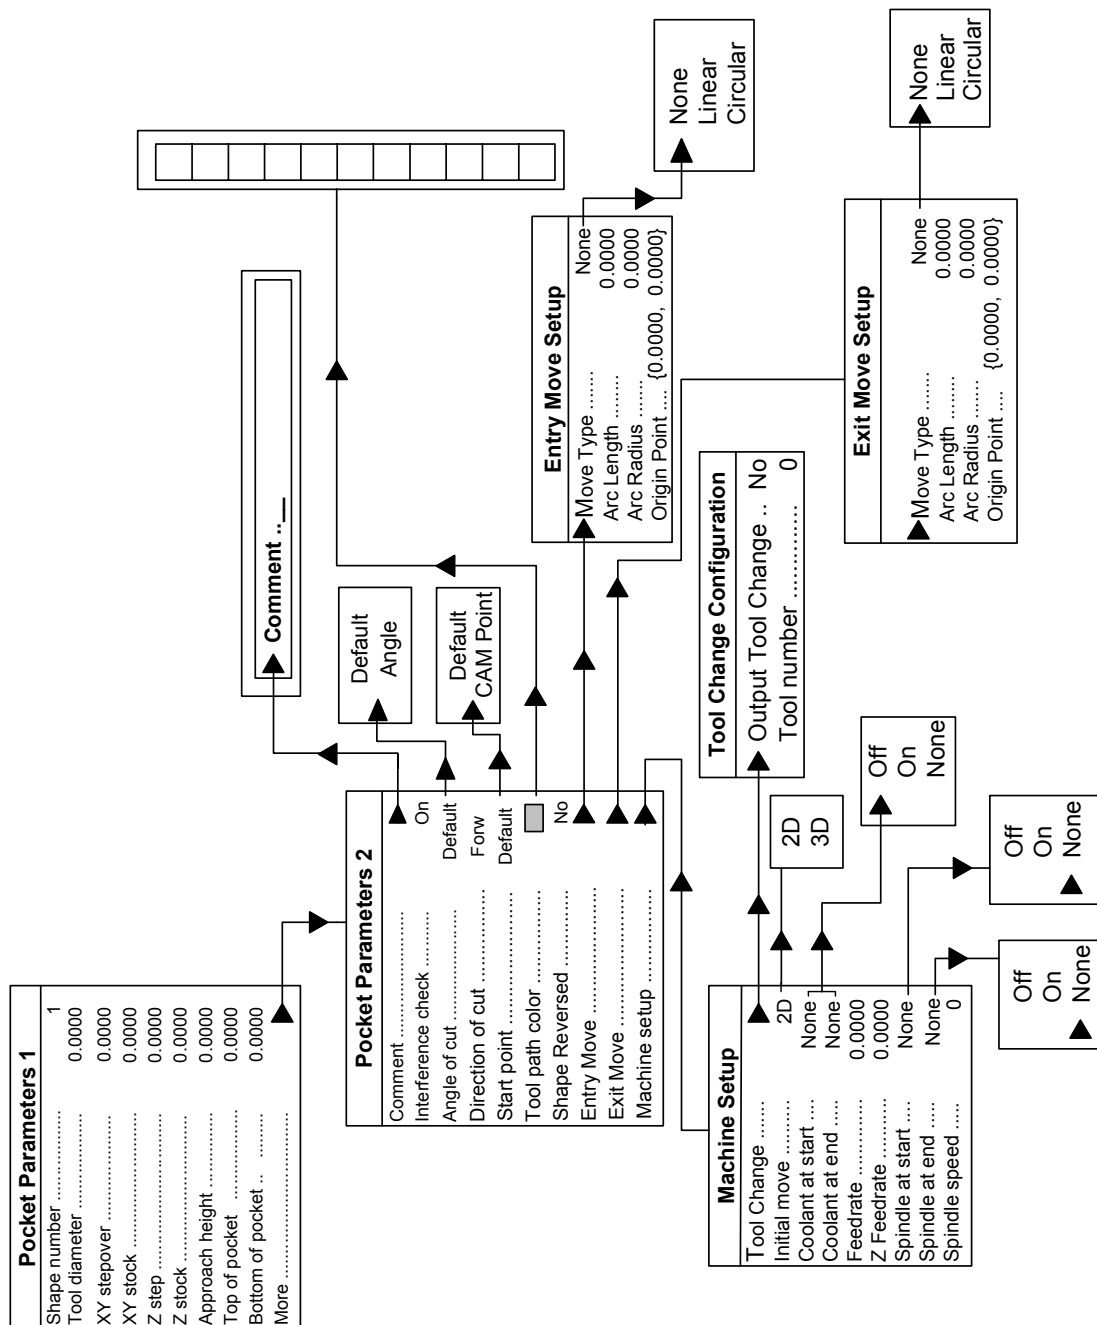 Pocket Parameters 1
Shape number ........................ 1
Tool diameter ........................ 0.0000
XY stepover ........................ 0.0000
XY stock ........................ 0.0000
Z step ........................ 0.0000
Z stock ........................ 0.0000
Approach height ................ 0.0000
Top of pocket ................ 0.0000
Bottom of pocket .. ........ 0.0000
More ........................
Pocket Parameters 2
Comment........................
Interference check .......... On
Angle of cut ................ Default
Direction of cut ................ Forw
Start point ........................ Default
Tool path color ................
Shape Reversed ................ No
Entry Move ........................
Exit Move ........................
Machine setup ................
Comment ..__
Default
Angle
Default
CAM Point
Entry Move Setup
Move Type ....... None
Arc Length ......... 0.0000
Arc Radius ....... 0.0000
Origin Point .... {0.0000, 0.0000}
None
Linear
Circular
Exit Move Setup
Move Type ....... None
Arc Length ......... 0.0000
Arc Radius ....... 0.0000
Origin Point .... {0.0000, 0.0000}
None
Linear
Circular
Machine Setup
Tool Change ......
Initial move ......... 2D
Coolant at start .... None
Coolant at end .... None
Feedrate .............. 0.0000
Z Feedrate .......... 0.0000
Spindle at start .... None
Spindle at end .... None
Spindle speed .... 0
Tool Change Configuration
Output Tool Change .. No
Tool number ............... 0
2D
3D
Off
On
None
Off
On
None
Off
On
None